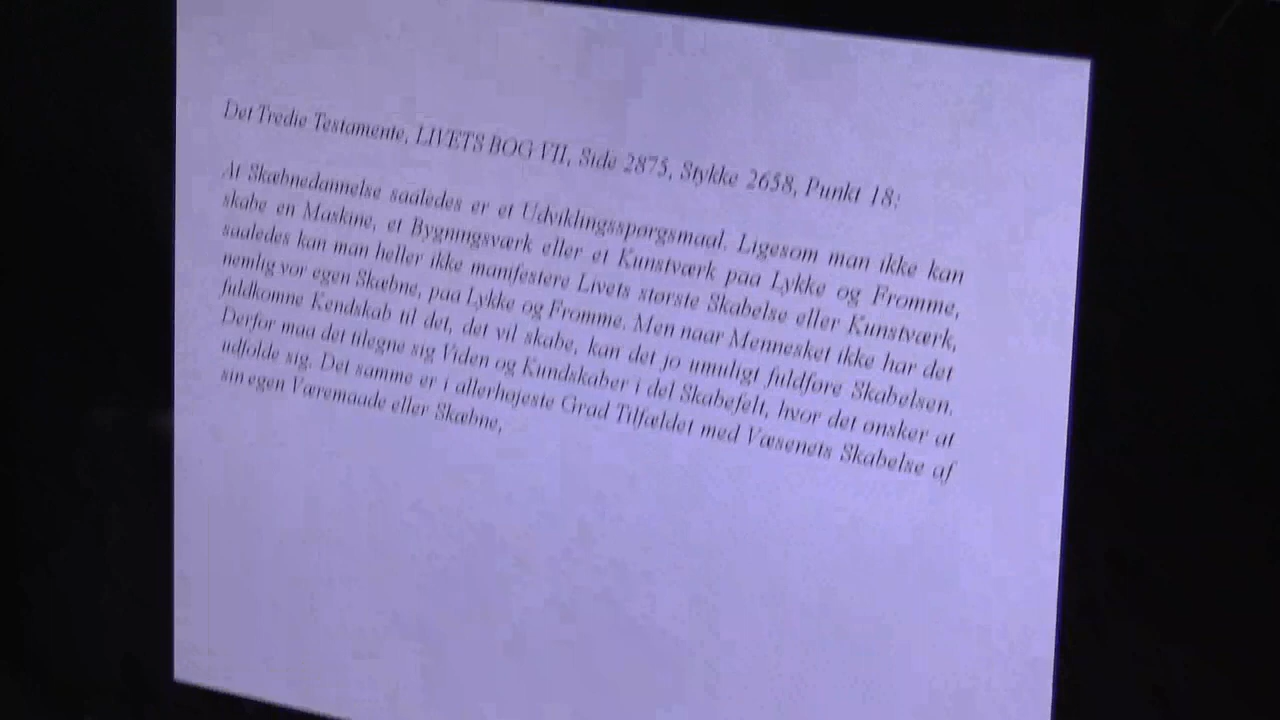 Det Tredie Testamente, LIVETS BOG VII, Side 2875, Stykke 2658, Punkt 18:
At Skæbnedannelse saaledes er et Udviklingsspørgsmaal. Ligesom man ikke kan
skabe en Maskine, et Bygningsværk eller et Kunstværk paa Lykke og Fromme,
saaledes kan man heller ikke manifestere Livets største Skabelse eller Kunstværk,
nemlig vor egen Skæbne, paa Lykke og Fromme. Men naar Mennesket ikke har det
fuldkomne Kendskab til det, det vil skabe, kan det jo umuligt fuldføre Skabelsen.
Derfor maa det tilegne sig Viden og Kundskaber i det Skabefelt, hvor det ønsker at
udfolde sig. Det samme er i allerhøjeste Grad Tilfældet med Væsenets Skabelse af
sin egen Væremaade eller Skæbne,